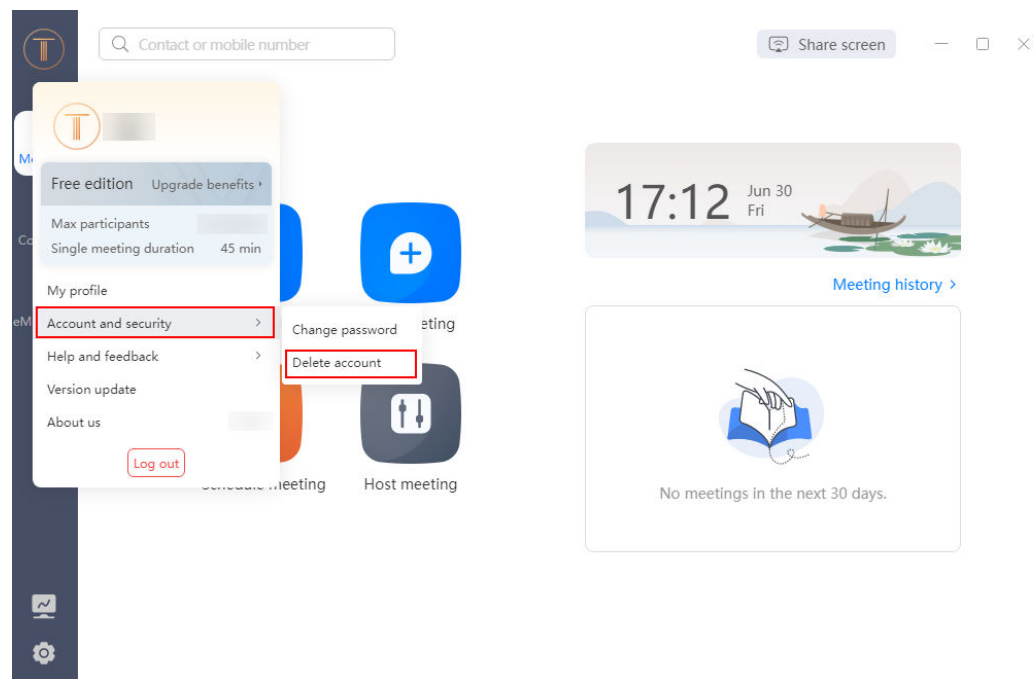 Contact or mobile number
Share screen
Free edition Upgrade benefits
Max participants
Single meeting duration 45 min
My profile
Account and security
Help and feedback
Version update
About us
Log out
Change password
Delete account
eting
meeting
Host meeting
17:12 Jun 30
Fri
Meeting history
No meetings in the next 30 days.